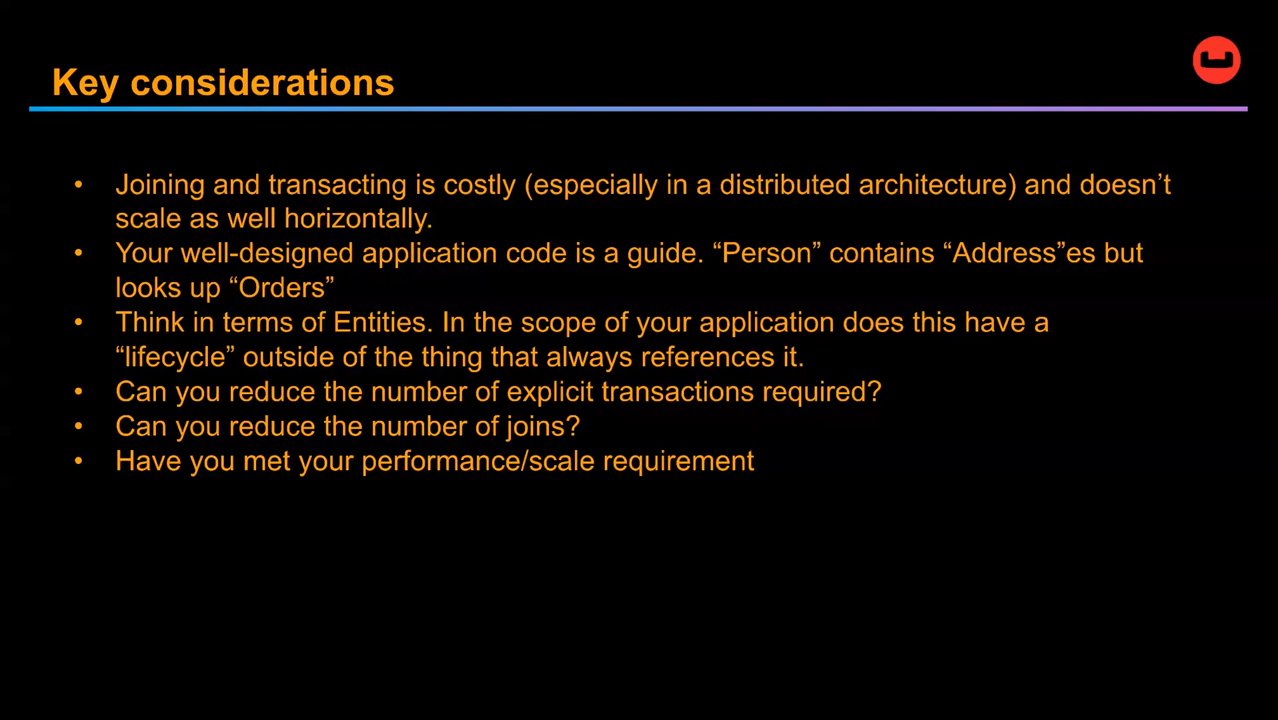 Key considerations
• Joining and transacting is costly (especially in a distributed architecture) and doesn’t
scale as well horizontally.
• Your well-designed application code is a guide. “Person” contains “Address”es but
looks up “Orders”
• Think in terms of Entities. In the scope of your application does this have a
“lifecycle” outside of the thing that always references it.
• Can you reduce the number of explicit transactions required?
• Can you reduce the number of joins?
• Have you met your performance/scale requirement